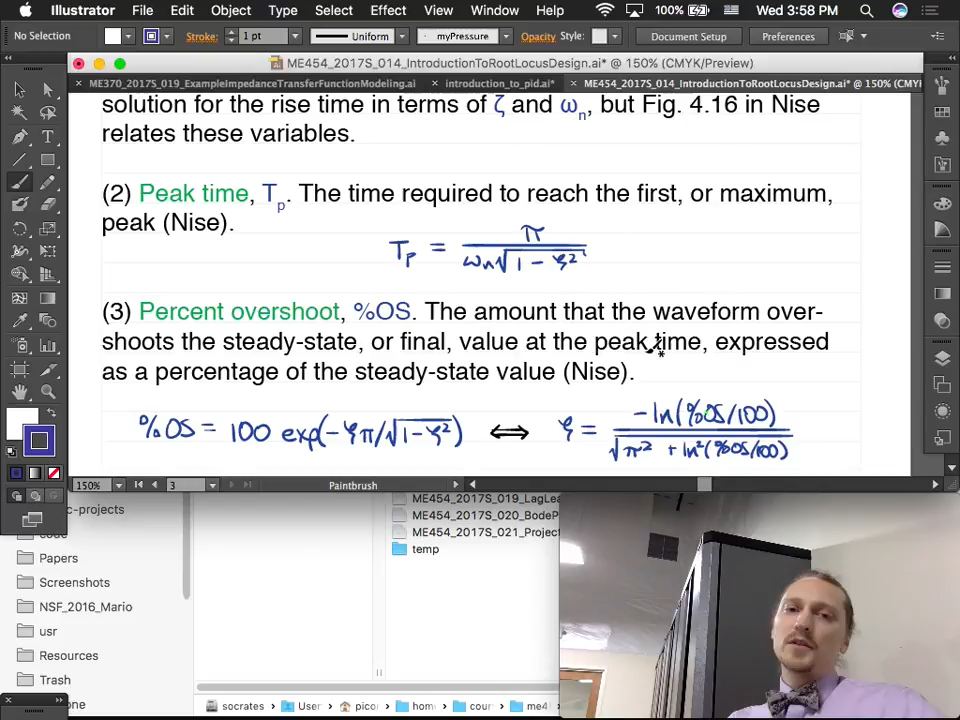 Illustrator File Edit Object Type Select Effect View Window Help 100% Wed 3:58 PM
No Selection Stroke: 1 pt Uniform myPressure Opacity Style: Document Setup Preferences
ME454_2017S_014_IntroductionToRootLocusDesign.ai* @ 150% (CMYK/Preview)
ME370_2017S_019_ExampleImpedanceTransferFunctionModeling.ai introduction_to_pid.ai* ME454_2017S_014_IntroductionToRootLocusDesign.ai* @ 150% (CMY
solution for the rise time in terms of ζ and ωn, but Fig. 4.16 in Nise
relates these variables.
(2) Peak time, Tp. The time required to reach the first, or maximum,
peak (Nise).
Tp = π / ωn√1 − ζ²
(3) Percent overshoot, %OS. The amount that the waveform over-
shoots the steady-state, or final, value at the peak time, expressed
as a percentage of the steady-state value (Nise).
%OS = 100 exp(−ζπ/√1−ζ²) ⟺ ζ = −ln(%OS/100) / √π² + ln²(%OS/100)
150% 3 Paintbrush
c-projects
code
Papers
Screenshots
NSF_2016_Mario
usr
Resources
Trash
ME454_2017S_019_LagLea
ME454_2017S_020_BodeP
ME454_2017S_021_Project
temp
socrates User pico hom cour me4